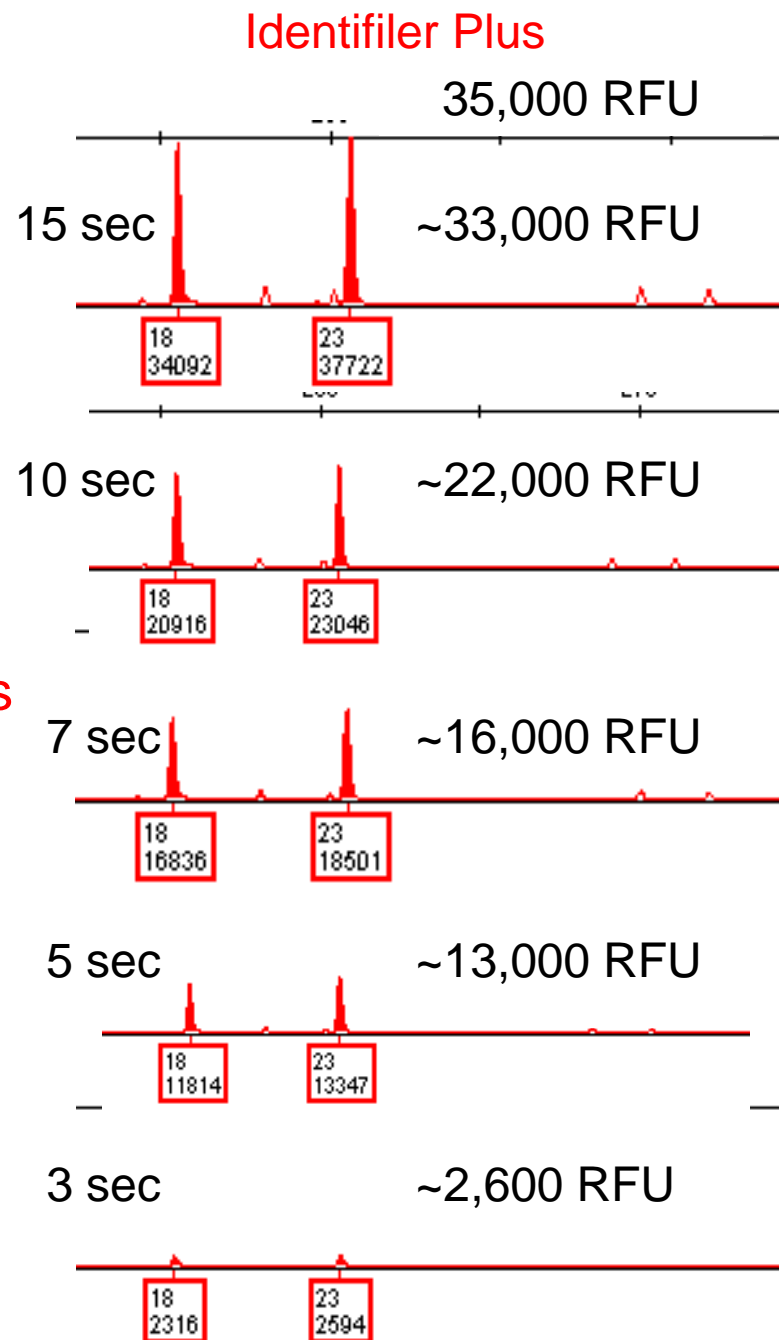 Identifiler Plus
35,000 RFU
15 sec ~33,000 RFU
18 23
34092 37722
10 sec ~22,000 RFU
18 23
20916 23046
s
7 sec ~16,000 RFU
18 23
16836 18501
5 sec ~13,000 RFU
18 23
11814 13347
3 sec ~2,600 RFU
18 23
2316 2594